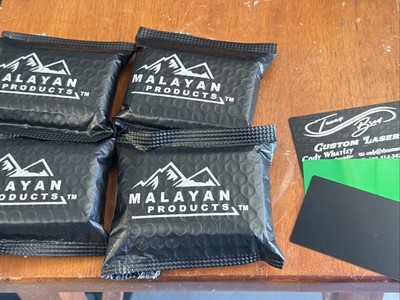 MALAYAN
PRODUCTS™
MALAYAN
PRODUCTS™
MALAYAN
PRODUCTS™
MALAYAN
PRODUCTS™
CUSTOM LASER
Cody Whatley